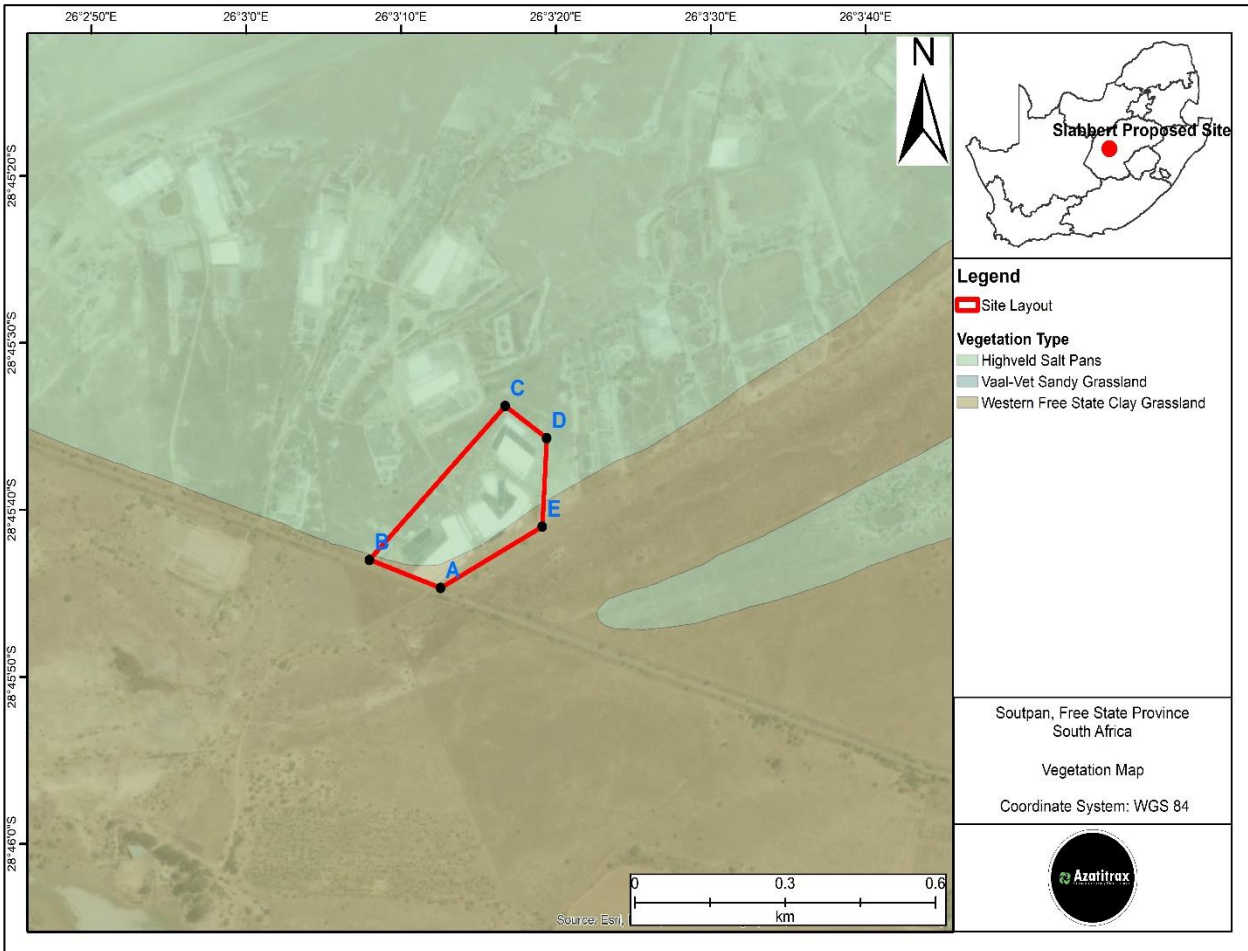 26°2'50"E
26°3'0"E
26°3'10"E
26°3'20"E
26°3'30"E
26°3'40"E
28°45'20"S
28°45'30"S
28°45'40"S
28°45'50"S
28°46'0"S
N
C
D
E
B
A
0
0.3
0.6
km
Source: Esri,
Slabbert Proposed Site
Legend
Site Layout
Vegetation Type
Highveld Salt Pans
Vaal-Vet Sandy Grassland
Western Free State Clay Grassland
Soutpan, Free State Province
South Africa
Vegetation Map
Coordinate System: WGS 84
Azatitrax